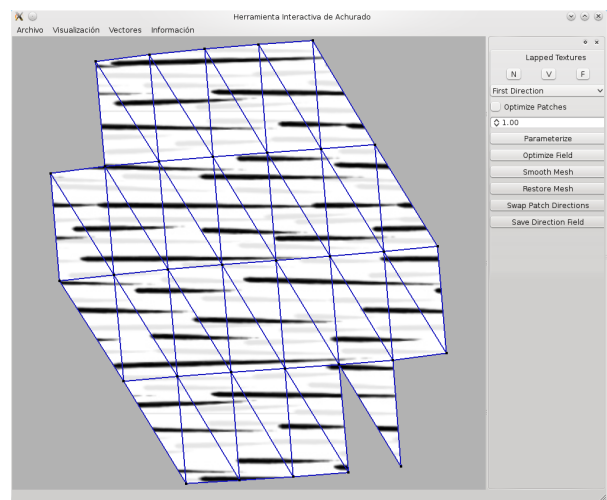 Herramienta Interactiva de Achurado
Archivo Visualización Vectores Información
Lapped Textures
N V F
First Direction
Optimize Patches
1.00
Parameterize
Optimize Field
Smooth Mesh
Restore Mesh
Swap Patch Directions
Save Direction Field